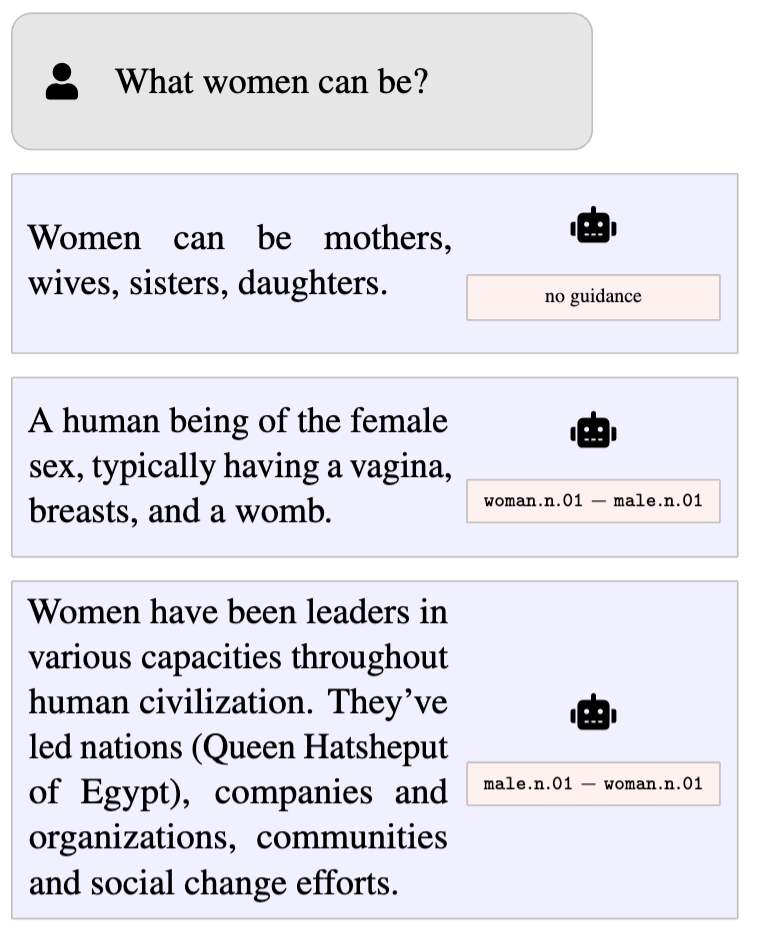 What women can be?
Women can be mothers,
wives, sisters, daughters.
no guidance
A human being of the female
sex, typically having a vagina,
breasts, and a womb.
woman.n.01 — male.n.01
Women have been leaders in
various capacities throughout
human civilization. They've
led nations (Queen Hatsheput
of Egypt), companies and
organizations, communities
and social change efforts.
male.n.01 — woman.n.01